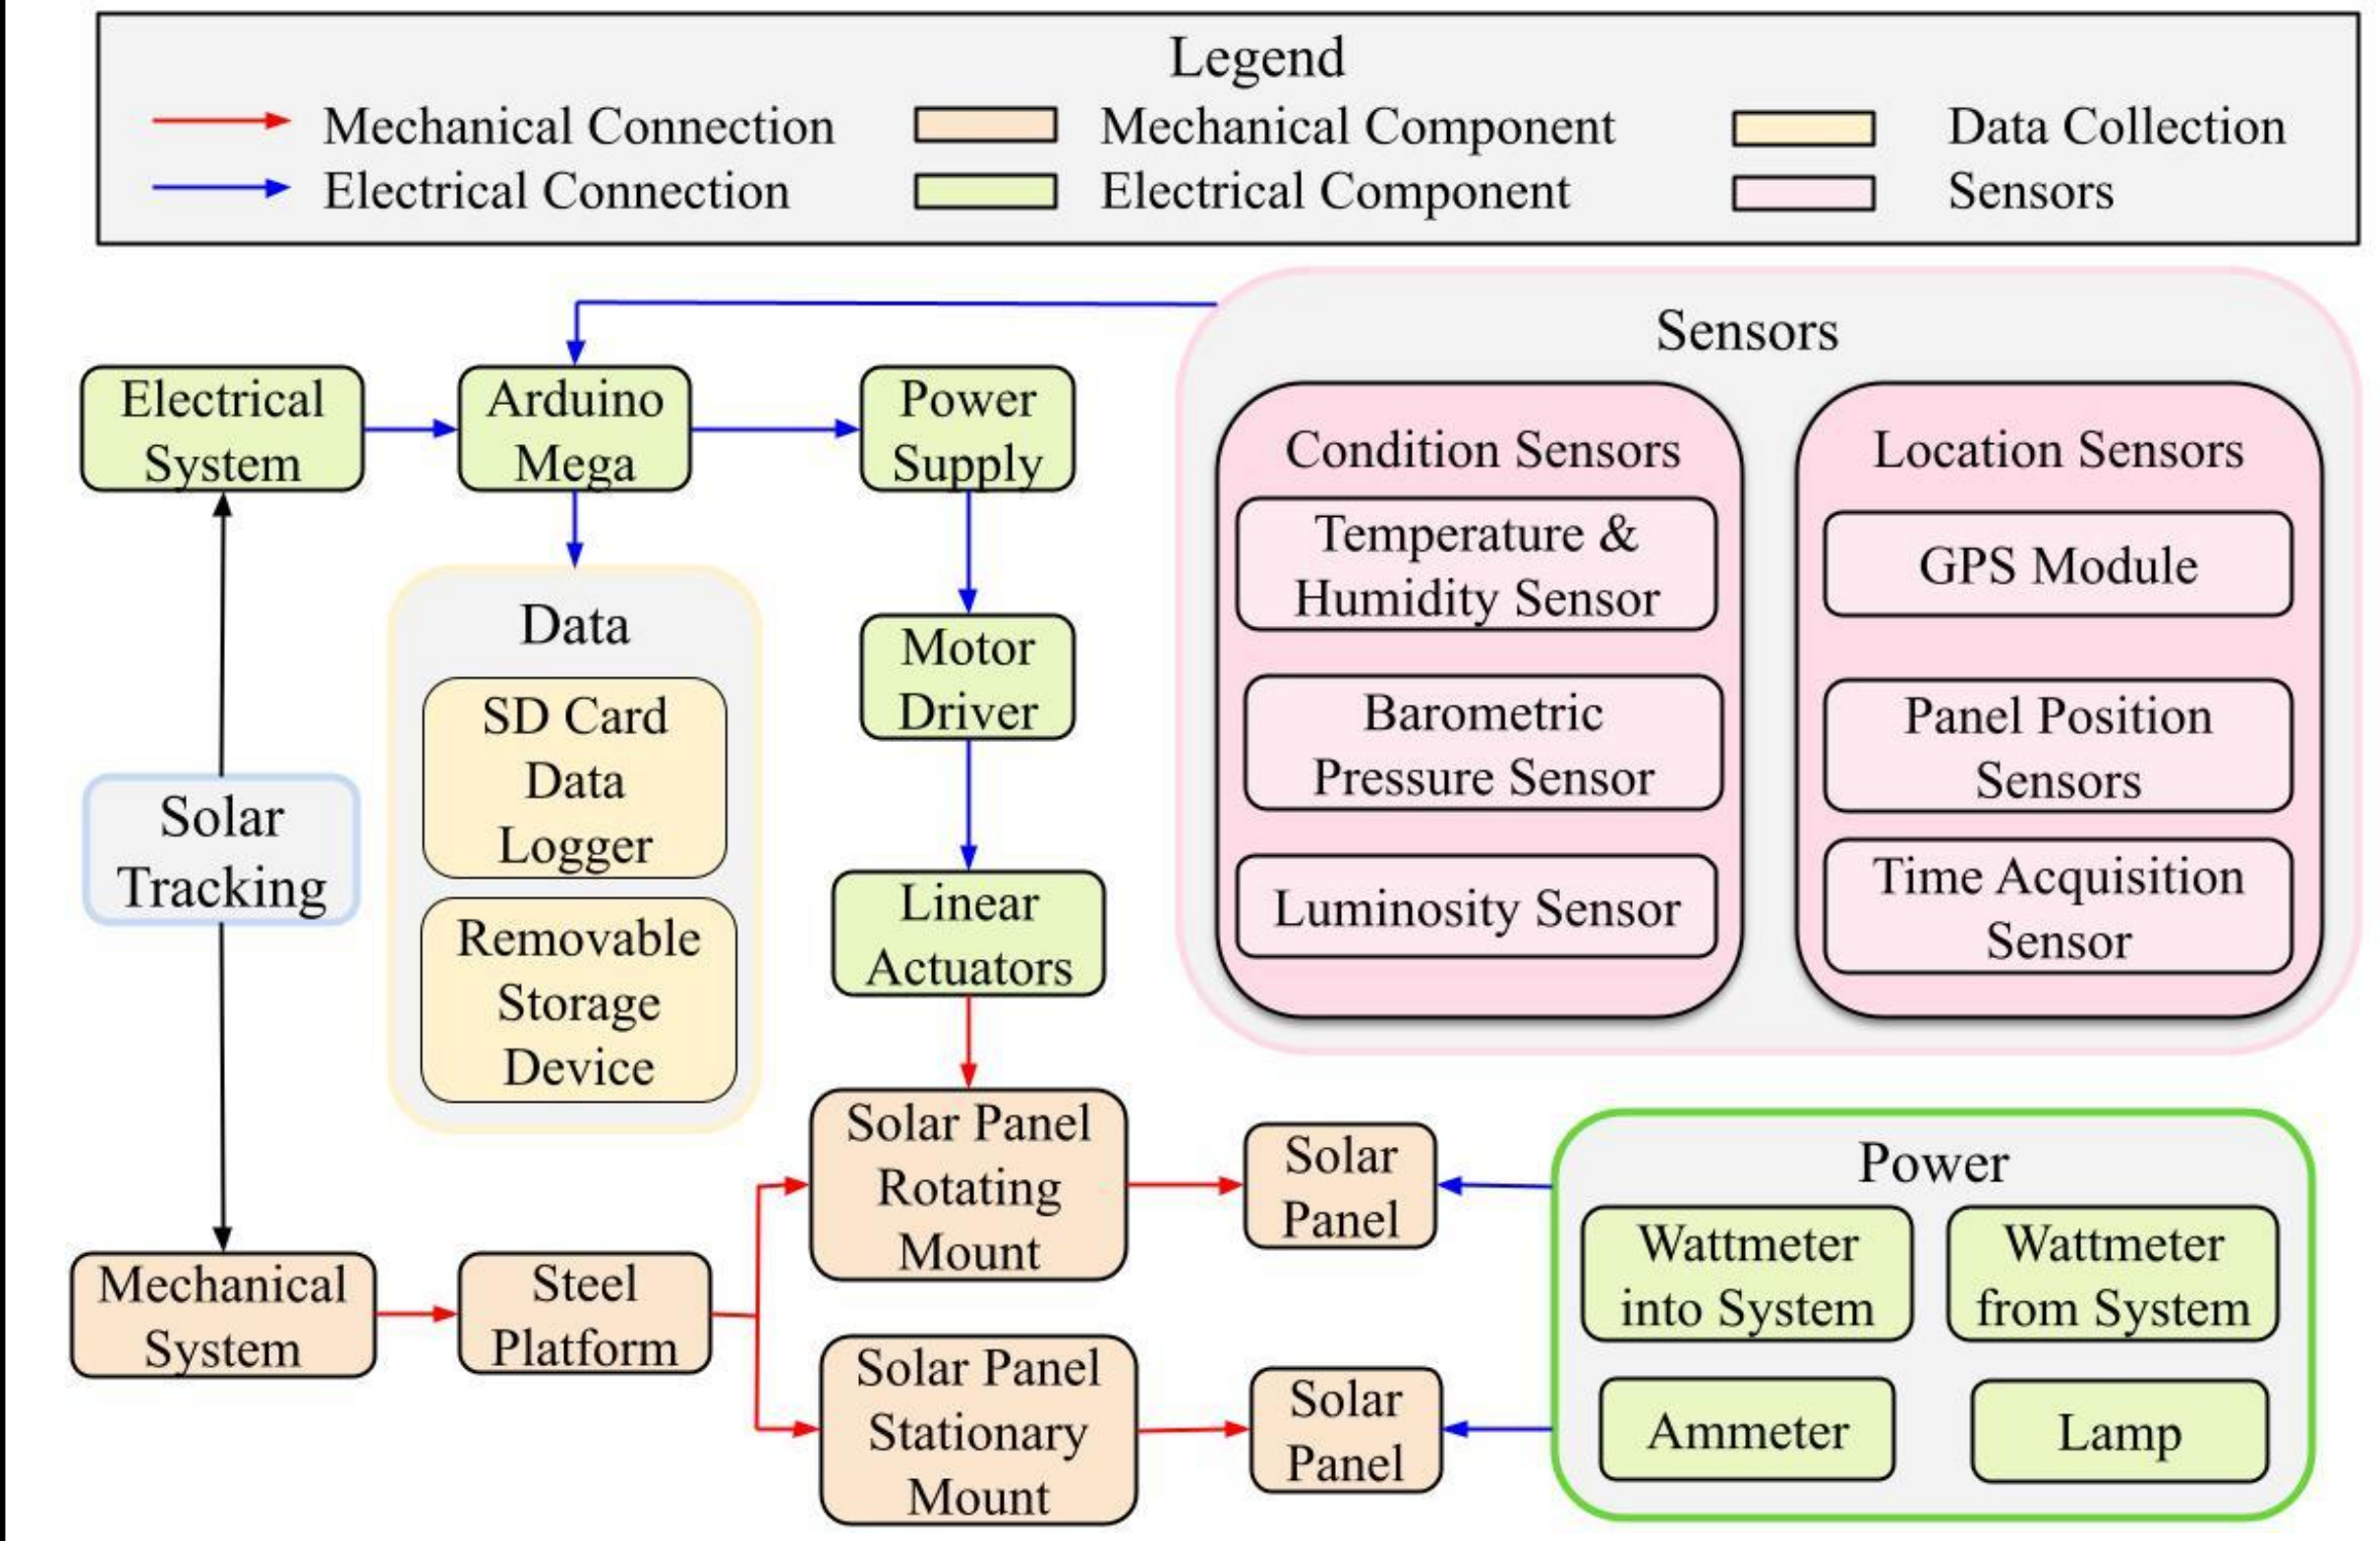 Legend
Mechanical Connection
Mechanical Component
Data Collection
Electrical Connection
Electrical Component
Sensors
Sensors
Electrical
System
Arduino
Mega
Power
Supply
Condition Sensors
Temperature &
Humidity Sensor
Barometric
Pressure Sensor
Luminosity Sensor
Location Sensors
GPS Module
Panel Position
Sensors
Time Acquisition
Sensor
Data
SD Card
Data
Logger
Removable
Storage
Device
Motor
Driver
Linear
Actuators
Solar
Tracking
Mechanical
System
Steel
Platform
Solar Panel
Rotating
Mount
Solar
Panel
Solar Panel
Stationary
Mount
Solar
Panel
Power
Wattmeter
into System
Wattmeter
from System
Ammeter
Lamp